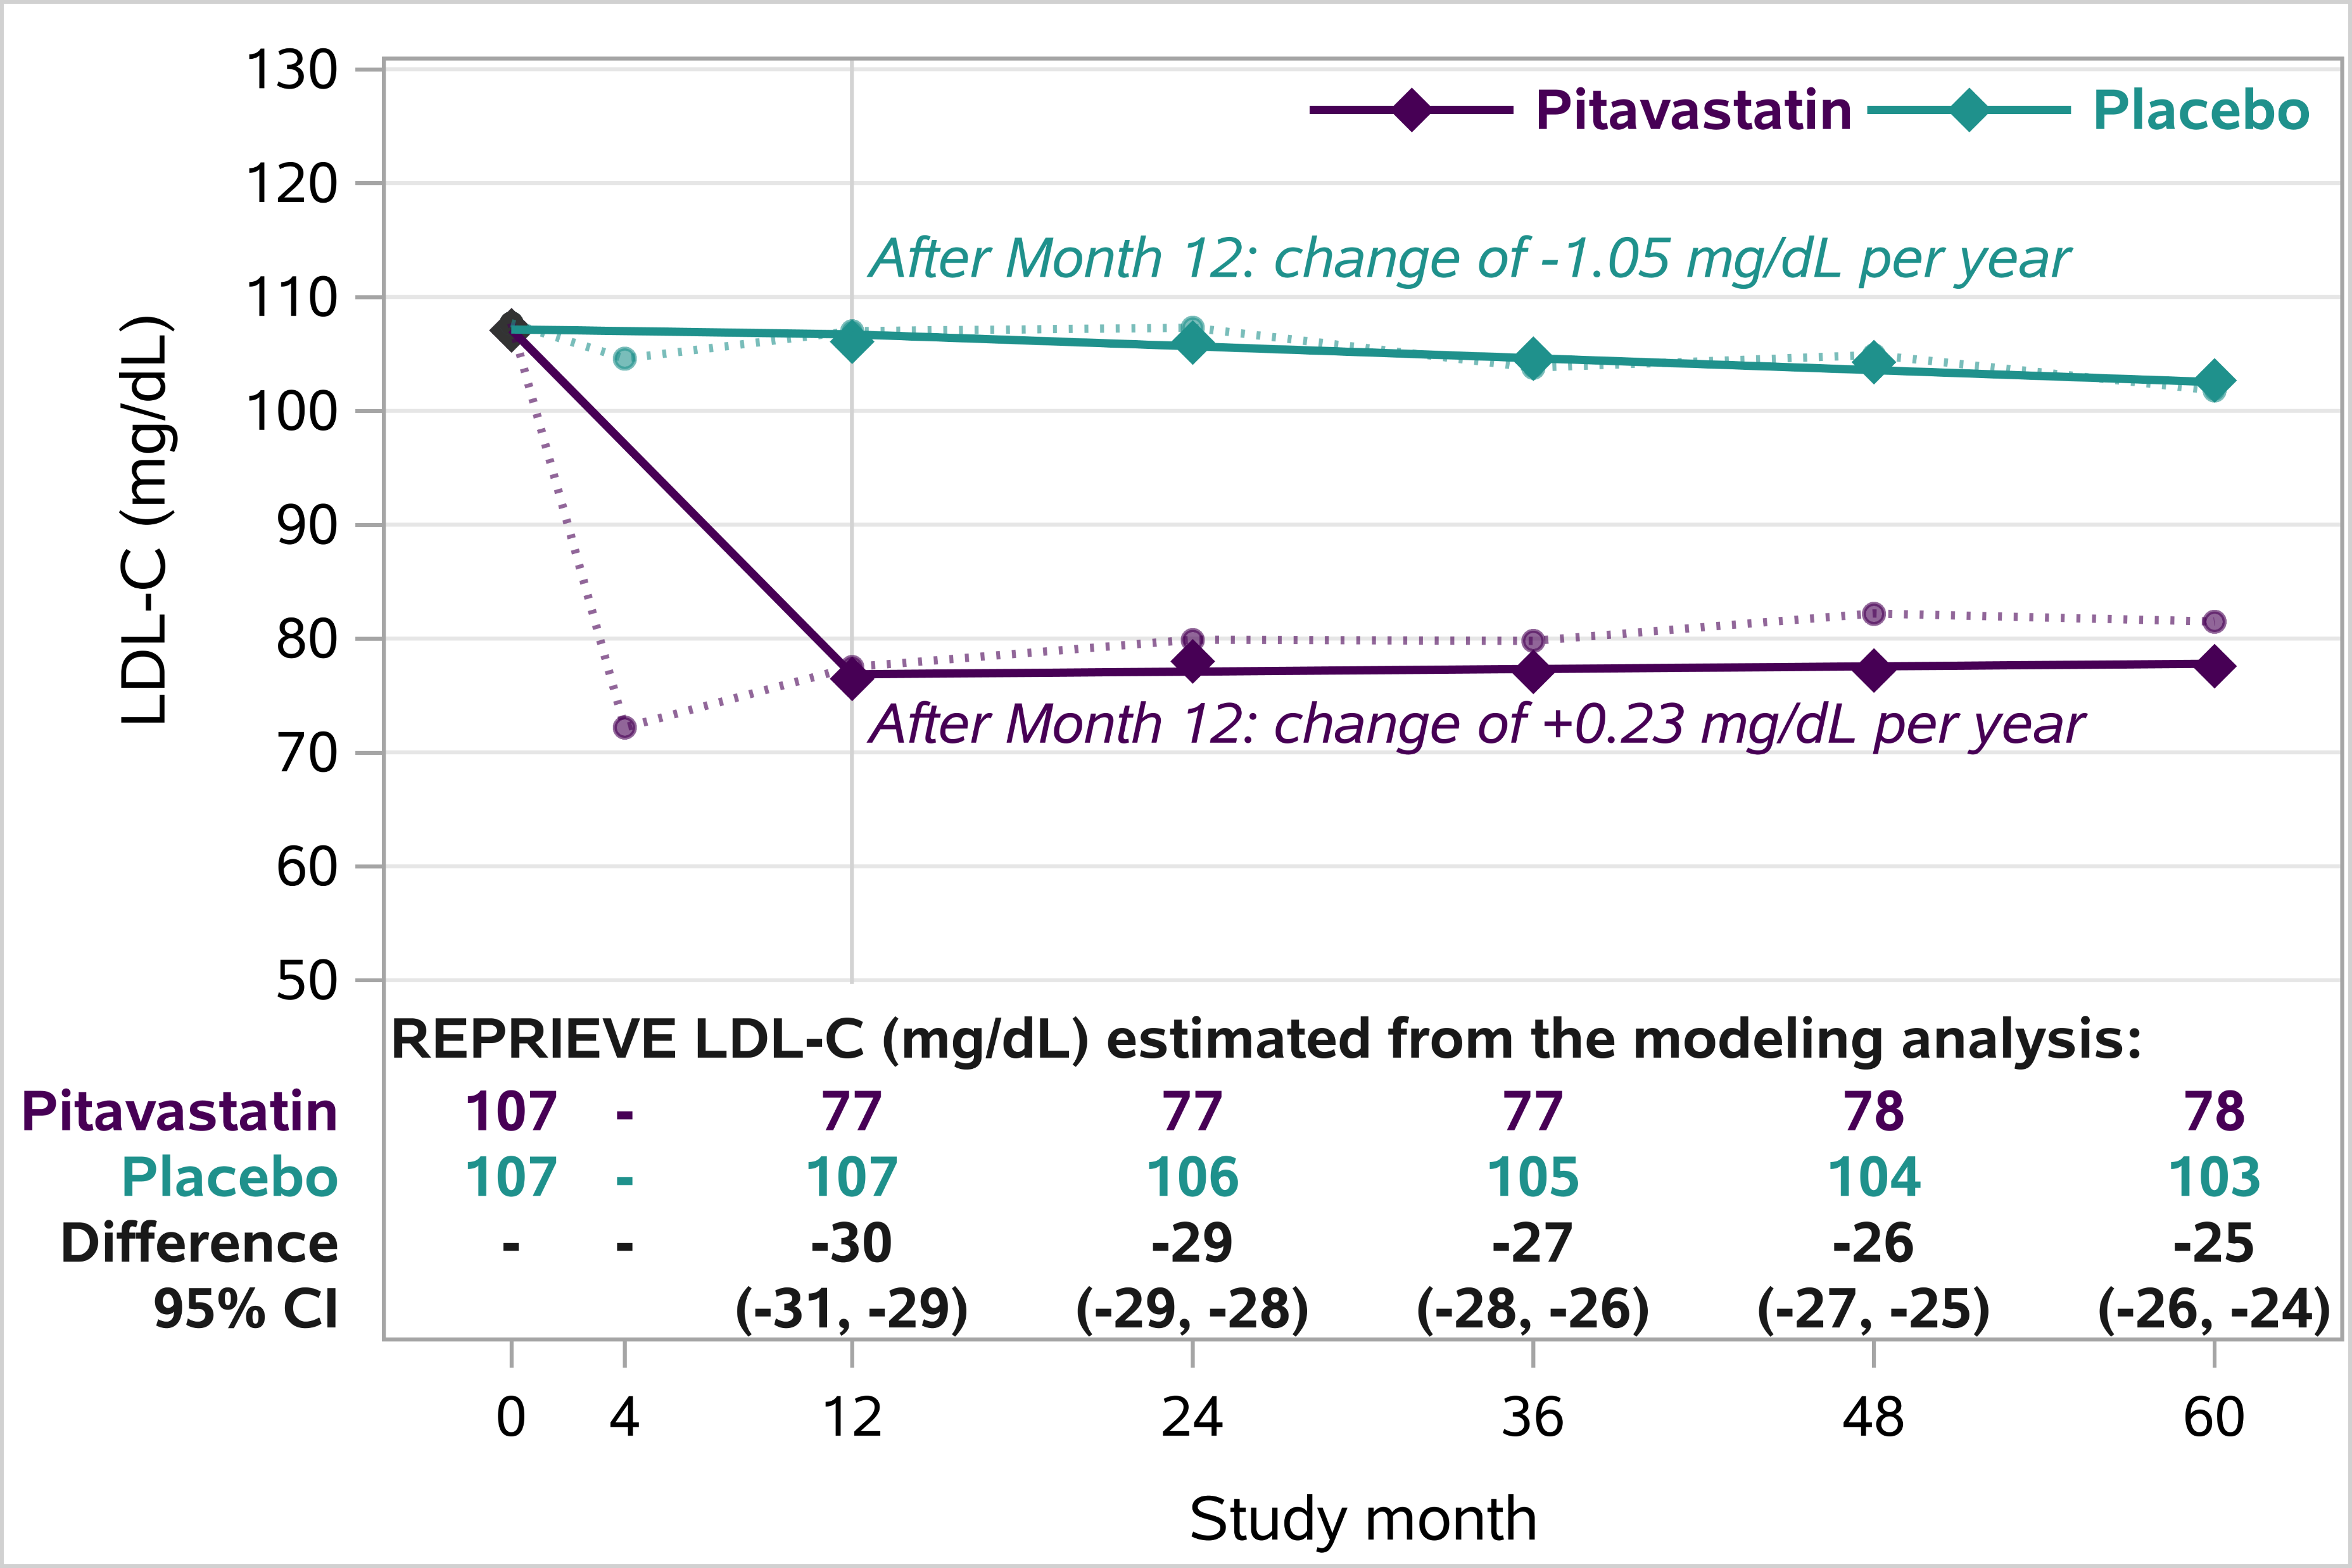 130
120
110
100
90
80
70
60
50
LDL-C (mg/dL)
Pitavastatin Placebo
After Month 12: change of -1.05 mg/dL per year
After Month 12: change of +0.23 mg/dL per year
REPRIEVE LDL-C (mg/dL) estimated from the modeling analysis:
Pitavastatin 107 - 77 77 77 78 78
Placebo 107 - 107 106 105 104 103
Difference - - -30 -29 -27 -26 -25
95% CI (-31, -29) (-29, -28) (-28, -26) (-27, -25) (-26, -24)
0 4 12 24 36 48 60
Study month